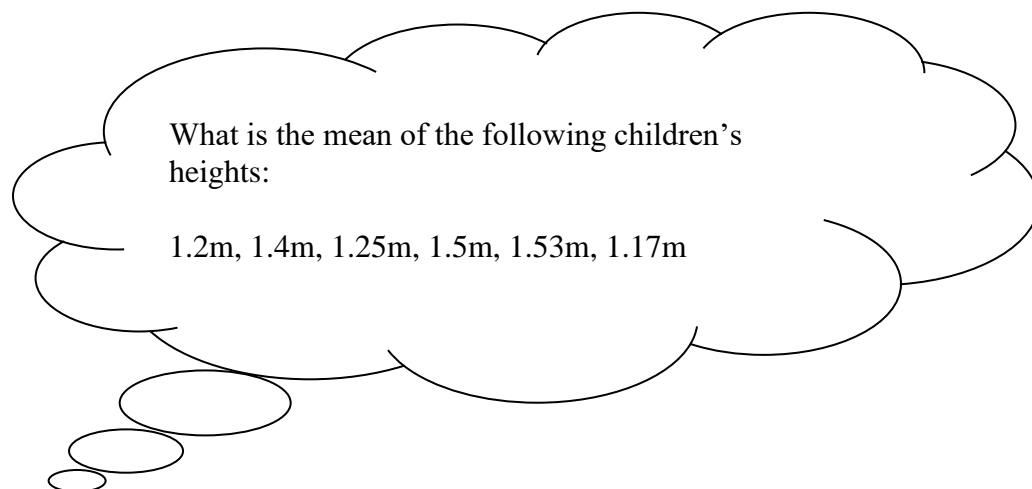 What is the mean of the following children’s
heights:
1.2m, 1.4m, 1.25m, 1.5m, 1.53m, 1.17m